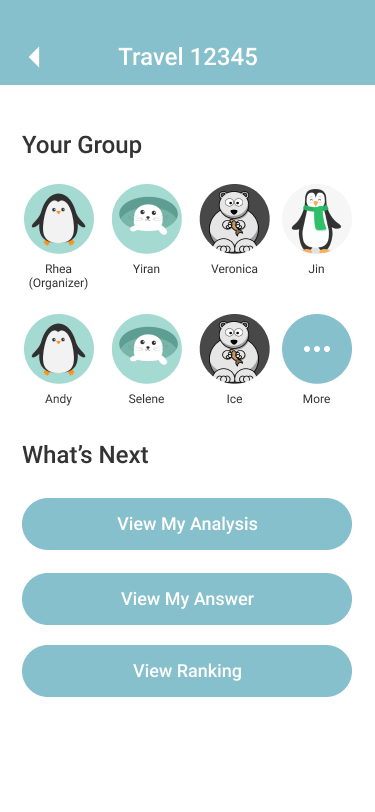 Travel 12345
Your Group
Rhea
(Organizer)
Yiran
Veronica
Jin
Andy
Selene
Ice
More
What's Next
View My Analysis
View My Answer
View Ranking